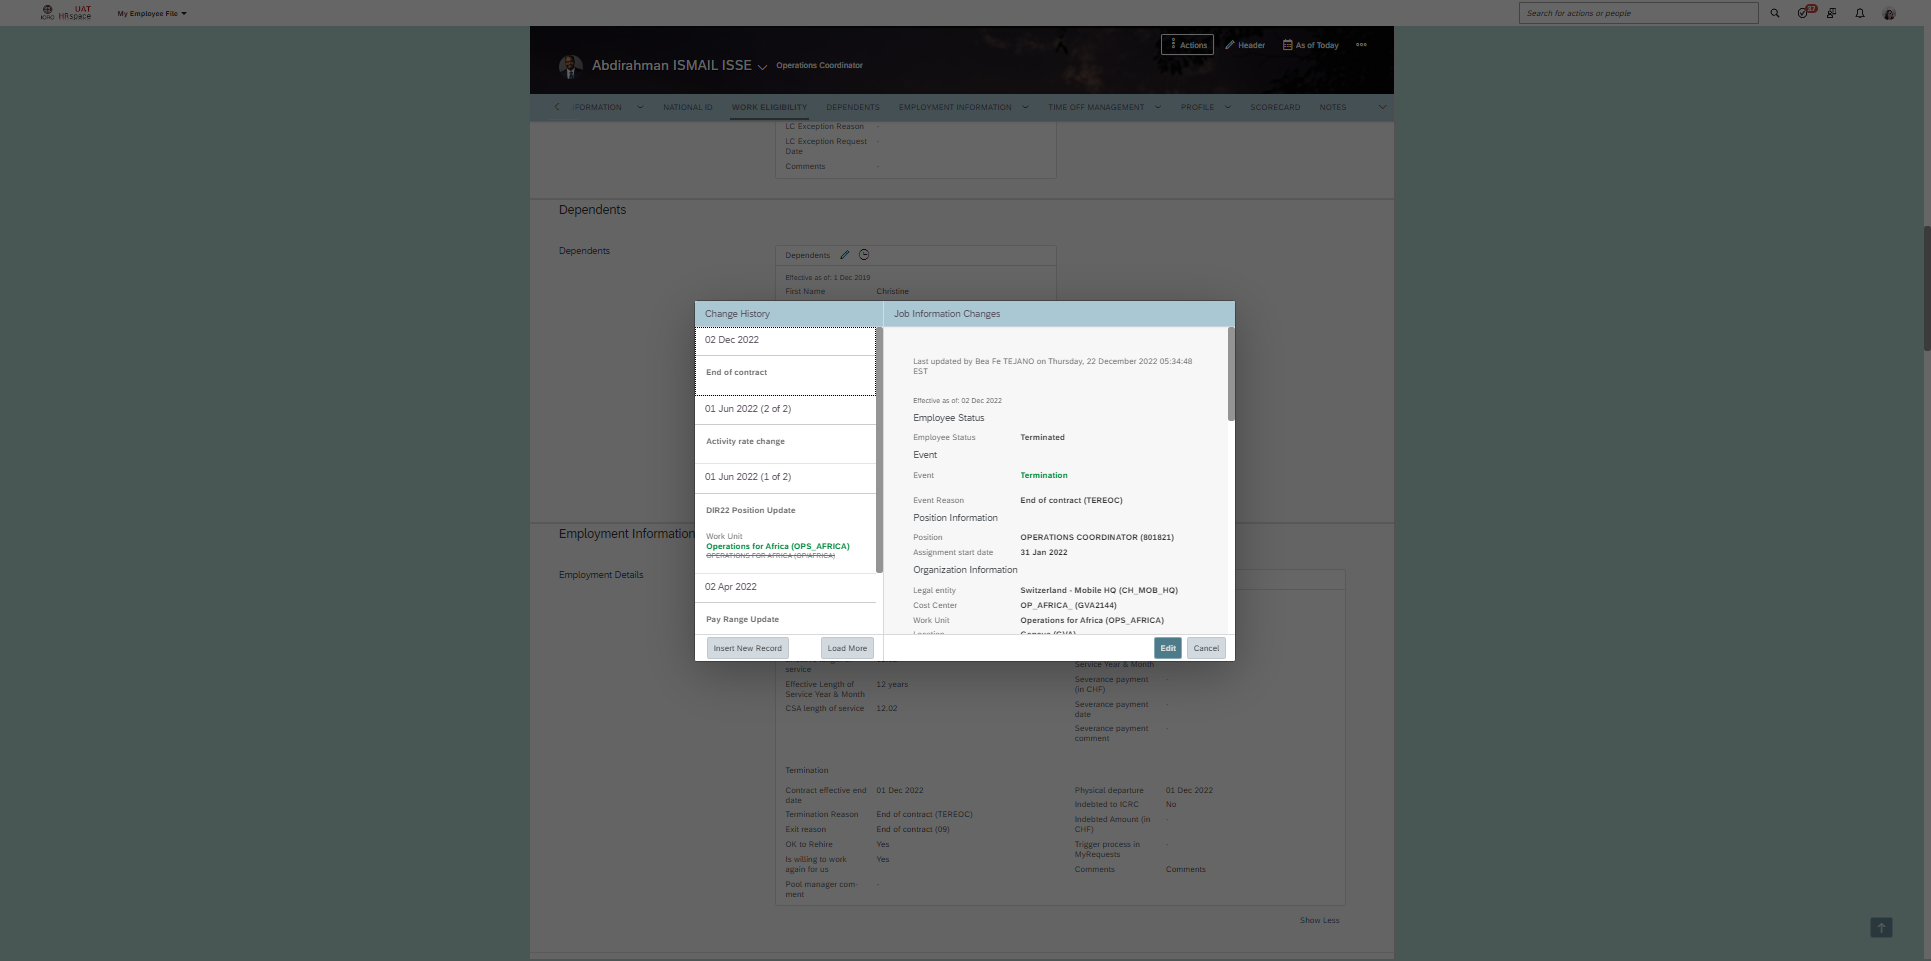 ICRC UAT HRspace
My Employee File
Search for actions or people
37
Abdirahman ISMAIL ISSE
Operations Coordinator
Actions
Header
As of Today
FORMATION
NATIONAL ID
WORK ELIGIBILITY
DEPENDENTS
EMPLOYMENT INFORMATION
TIME OFF MANAGEMENT
PROFILE
SCORECARD
NOTES
LC Exception Reason -
LC Exception Request -
Date
Comments -
Dependents
Dependents
Dependents
Effective as of: 1 Dec 2019
First Name Christine
Change History
02 Dec 2022
End of contract
01 Jun 2022 (2 of 2)
Activity rate change
01 Jun 2022 (1 of 2)
DIR22 Position Update
Work Unit
Operations for Africa (OPS_AFRICA)
OPERATIONS FOR AFRICA (OP/AFRICA)
02 Apr 2022
Pay Range Update
Insert New Record
Load More
Job Information Changes
Last updated by Bea Fe TEJANO on Thursday, 22 December 2022 05:34:48
EST
Effective as of: 02 Dec 2022
Employee Status
Employee Status Terminated
Event
Event Termination
Event Reason End of contract (TEREOC)
Position Information
Position OPERATIONS COORDINATOR (801821)
Assignment start date 31 Jan 2022
Organization Information
Legal entity Switzerland - Mobile HQ (CH_MOB_HQ)
Cost Center OP_AFRICA_ (GVA2144)
Work Unit Operations for Africa (OPS_AFRICA)
Location Geneva (GVA)
Edit
Cancel
Employment Information
Employment Details
service
Effective Length of 12 years
Service Year & Month
CSA length of service 12.02
Service Year & Month
Severance payment -
(in CHF)
Severance payment -
date
Severance payment -
comment
Termination
Contract effective end 01 Dec 2022
date
Termination Reason End of contract (TEREOC)
Exit reason End of contract (09)
OK to Rehire Yes
Is willing to work Yes
again for us
Pool manager com- -
ment
Physical departure 01 Dec 2022
Indebted to ICRC No
Indebted Amount (in -
CHF)
Trigger process in -
MyRequests
Comments Comments
Show Less